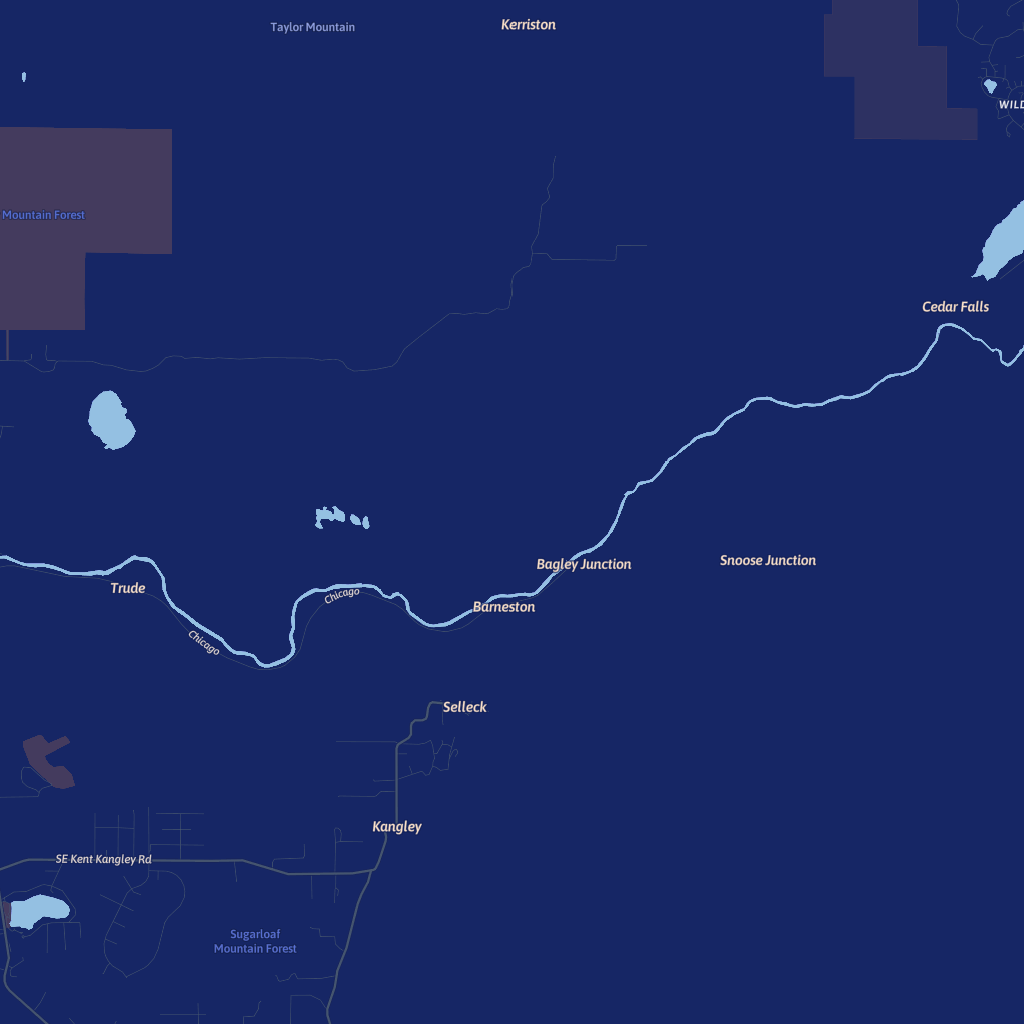 Kerriston
Taylor Mountain
WILD
Mountain Forest
Cedar Falls
Snoose Junction
Bagley Junction
Trude
Chicago
Barneston
Chicago
Selleck
Kangley
SE Kent Kangley Rd
Sugarloaf
Mountain Forest